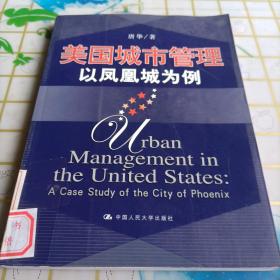 唐华/著
美国城市管理
以凤凰城为例
Urban
Management in
the United States:
A Case Study of the City of Phoenix
中国人民大学出版社